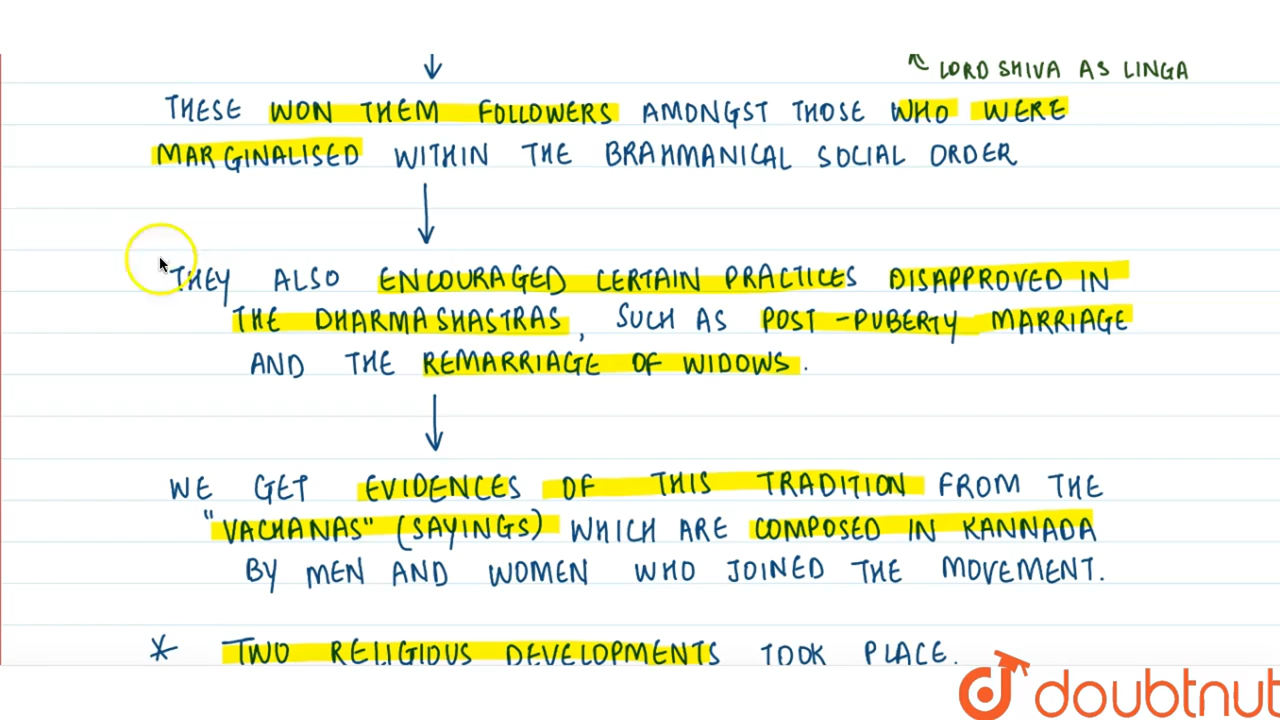 LORD SHIVA AS LINGA
THESE WON THEM FOLLOWERS AMONGST THOSE WHO WERE
MARGINALISED WITHIN THE BRAHMANICAL SOCIAL ORDER
THEY ALSO ENCOURAGED CERTAIN PRACTICES DISAPPROVED IN
THE DHARMASHASTRAS, SUCH AS POST-PUBERTY MARRIAGE
AND THE REMARRIAGE OF WIDOWS.
WE GET EVIDENCES OF THIS TRADITION FROM THE
"VACHANAS" (SAYINGS) WHICH ARE COMPOSED IN KANNADA
BY MEN AND WOMEN WHO JOINED THE MOVEMENT.
* TWO RELIGIOUS DEVELOPMENTS TOOK PLACE.
doubtnut